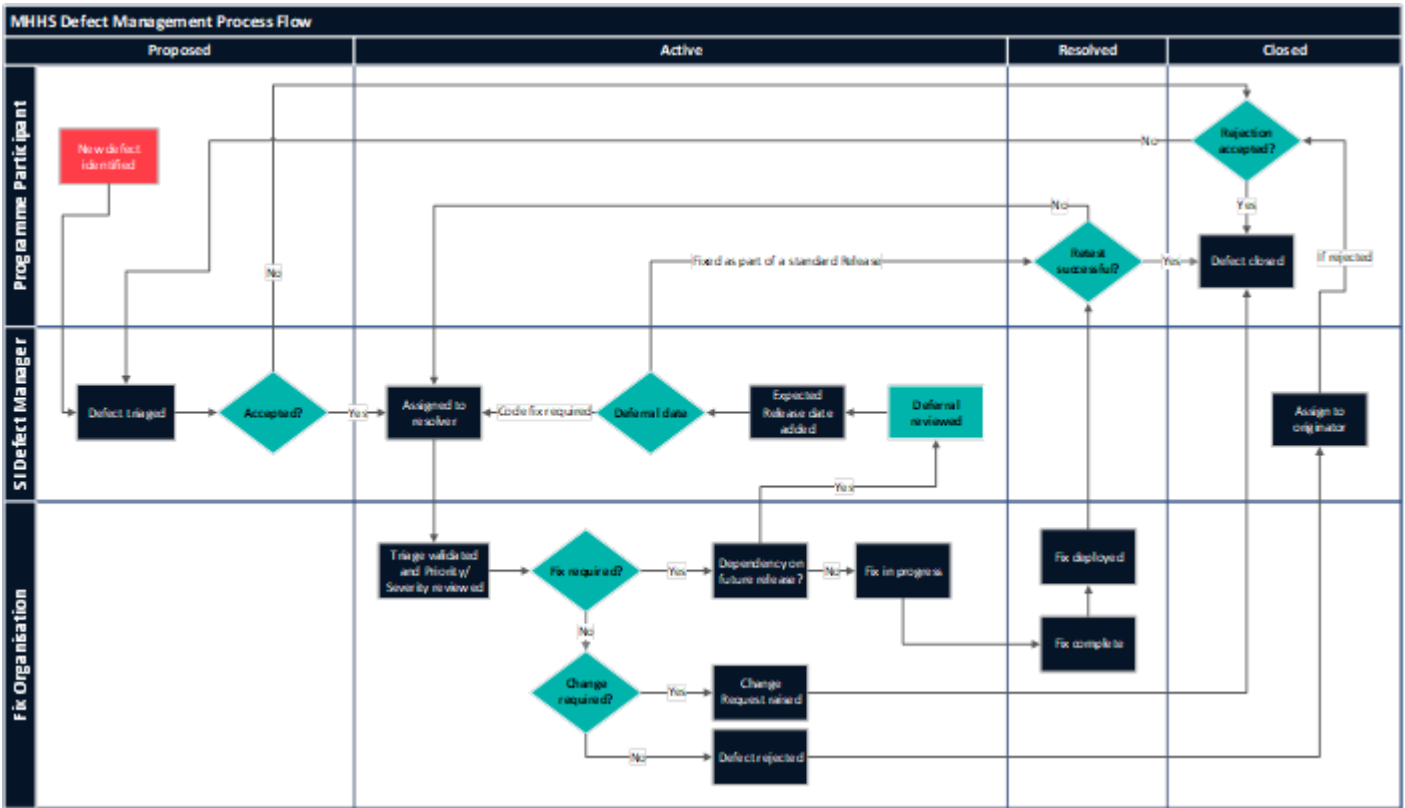 MHHS Defect Management Process Flow
Proposed
Active
Resolved
Closed
Programme Participant
New defect
identified
No
Rejection
accepted?
No
Yes
No
Fixed as part of a standard Release
Retest
successful?
Yes
Defect closed
If rejected
SI Defect Manager
Defect triaged
Accepted?
Yes
Assigned to
resolver
Code fix required
Deferral date
Expected
Release date
added
Deferral
reviewed
Assign to
originator
Yes
Fix Organisation
Triage validated
and Priority/
Severity reviewed
Fix required?
Yes
Dependency on
future release?
No
Fix in progress
Fix deployed
No
Fix complete
Change
required?
Yes
Change
Request raised
No
Defect rejected